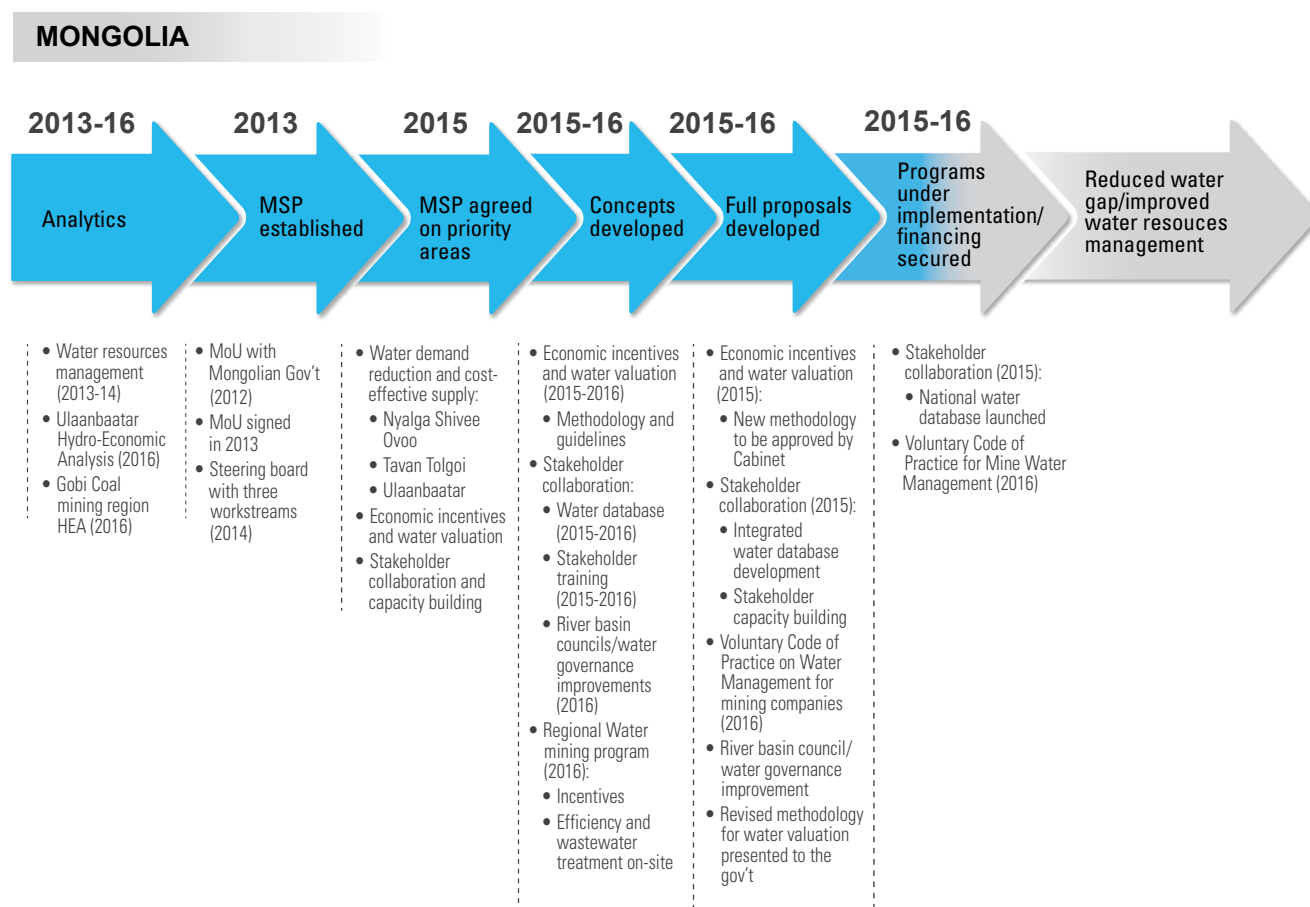 MONGOLIA
2013-16
Analytics
• Water resources
management
(2013-14)
• Ulaanbaatar
Hydro-Economic
Analysis (2016)
• Gobi Coal
mining region
HEA (2016)
2013
MSP
established
• MoU with
Mongolian Gov't
(2012)
• MoU signed
in 2013
• Steering board
with three
workstreams
(2014)
2015
MSP agreed
on priority
areas
• Water demand
reduction and cost-
effective supply:
• Nyalga Shivee
Ovoo
• Tavan Tolgoi
• Ulaanbaatar
• Economic incentives
and water valuation
• Stakeholder
collaboration and
capacity building
2015-16
Concepts
developed
• Economic incentives
and water valuation
(2015-2016)
• Methodology and
guidelines
• Stakeholder
collaboration:
• Water database
(2015-2016)
• Stakeholder
training
(2015-2016)
• River basin
councils/water
governance
improvements
(2016)
• Regional Water
mining program
(2016):
• Incentives
• Efficiency and
wastewater
treatment on-site
2015-16
Full proposals
developed
• Economic incentives
and water valuation
(2015):
• New methodology
to be approved by
Cabinet
• Stakeholder
collaboration (2015):
• Integrated
water database
development
• Stakeholder
capacity building
• Voluntary Code of
Practice on Water
Management for
mining companies
(2016)
• River basin council/
water governance
improvement
• Revised methodology
for water valuation
presented to the
gov't
2015-16
Programs
under
implementation/
financing
secured
• Stakeholder
collaboration (2015):
• National water
database launched
• Voluntary Code of
Practice for Mine Water
Management (2016)
Reduced water
gap/improved
water resouces
management